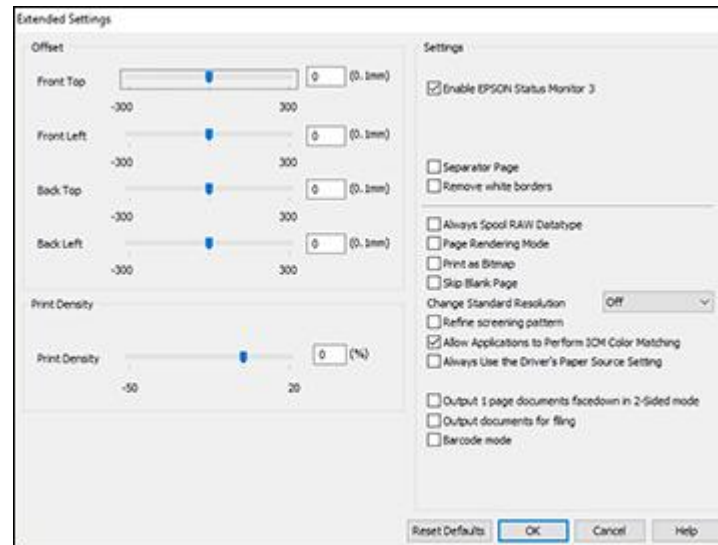 Extended Settings
Offset
Front Top
0 (0.1mm)
-300 300
Front Left
0 (0.1mm)
-300 300
Back Top
0 (0.1mm)
-300 300
Back Left
0 (0.1mm)
-300 300
Print Density
Print Density
0 (%)
-50 20
Settings
Enable EPSON Status Monitor 3
Separator Page
Remove white borders
Always Spool RAW Datatype
Page Rendering Mode
Print as Bitmap
Skip Blank Page
Change Standard Resolution Off
Refine screening pattern
Allow Applications to Perform ICM Color Matching
Always Use the Driver's Paper Source Setting
Output 1 page documents facedown in 2-Sided mode
Output documents for filing
Barcode mode
Reset Defaults OK Cancel Help